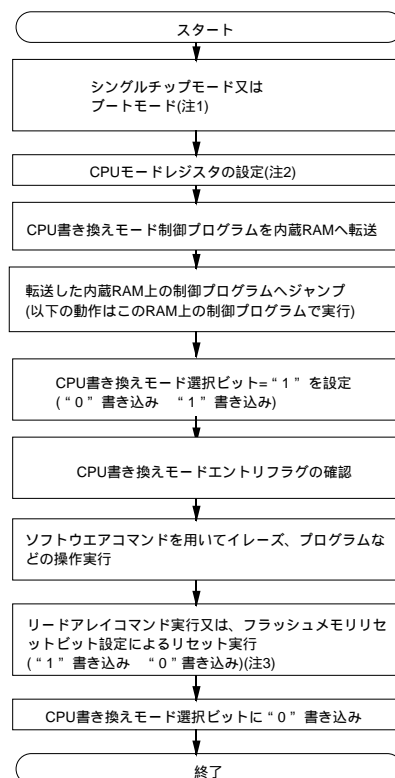 スタート
シングルチップモード又は
ブートモード(注1)
CPUモードレジスタの設定(注2)
CPU書き換えモード制御プログラムを内蔵RAMへ転送
転送した内蔵RAM上の制御プログラムへジャンプ
(以下の動作はこのRAM上の制御プログラムで実行)
CPU書き換えモード選択ビット=“1”を設定
(“0”書き込み　“1”書き込み)
CPU書き換えモードエントリフラグの確認
ソフトウエアコマンドを用いてイレーズ、プログラムな
どの操作実行
リードアレイコマンド実行又は、フラッシュメモリリセ
ットビット設定によるリセット実行
(“1”書き込み　“0”書き込み)(注3)
CPU書き換えモード選択ビットに“0”書き込み
終了